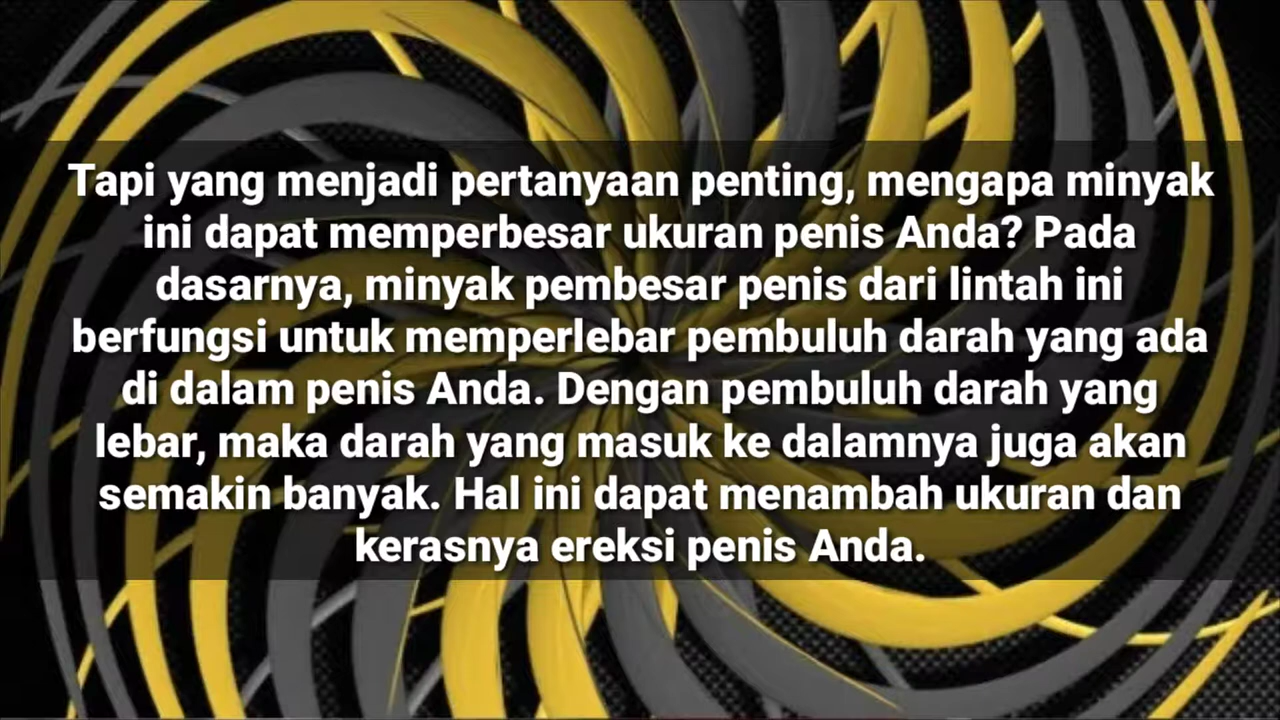 Tapi yang menjadi pertanyaan penting, mengapa minyak
ini dapat memperbesar ukuran penis Anda? Pada
dasarnya, minyak pembesar penis dari lintah ini
berfungsi untuk memperlebar pembuluh darah yang ada
di dalam penis Anda. Dengan pembuluh darah yang
lebar, maka darah yang masuk ke dalamnya juga akan
semakin banyak. Hal ini dapat menambah ukuran dan
kerasnya ereksi penis Anda.